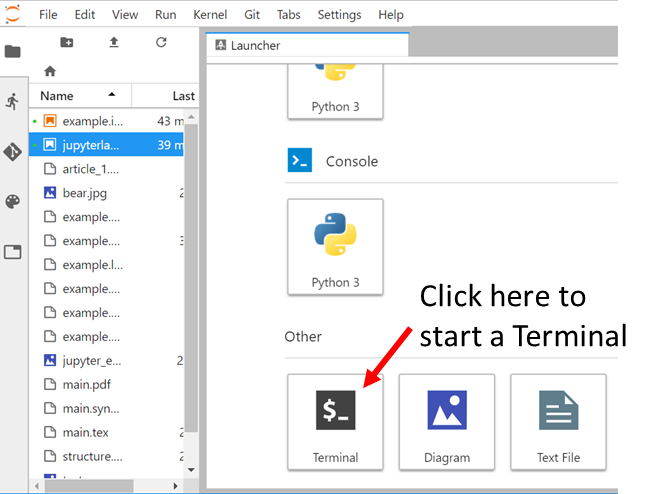 File Edit View Run Kernel Git Tabs Settings Help
Launcher
Name Last
example.i... 43 m
jupyterla... 39 m
article_1....
bear.jpg 2
example....
example.... 3
example.l...
example....
example....
example....
jupyter_e... 2
main.pdf
main.syn...
main.tex 2
structure.... 2
Python 3
Console
Python 3
Click here to
start a Terminal
Other
$_
Terminal Diagram Text File